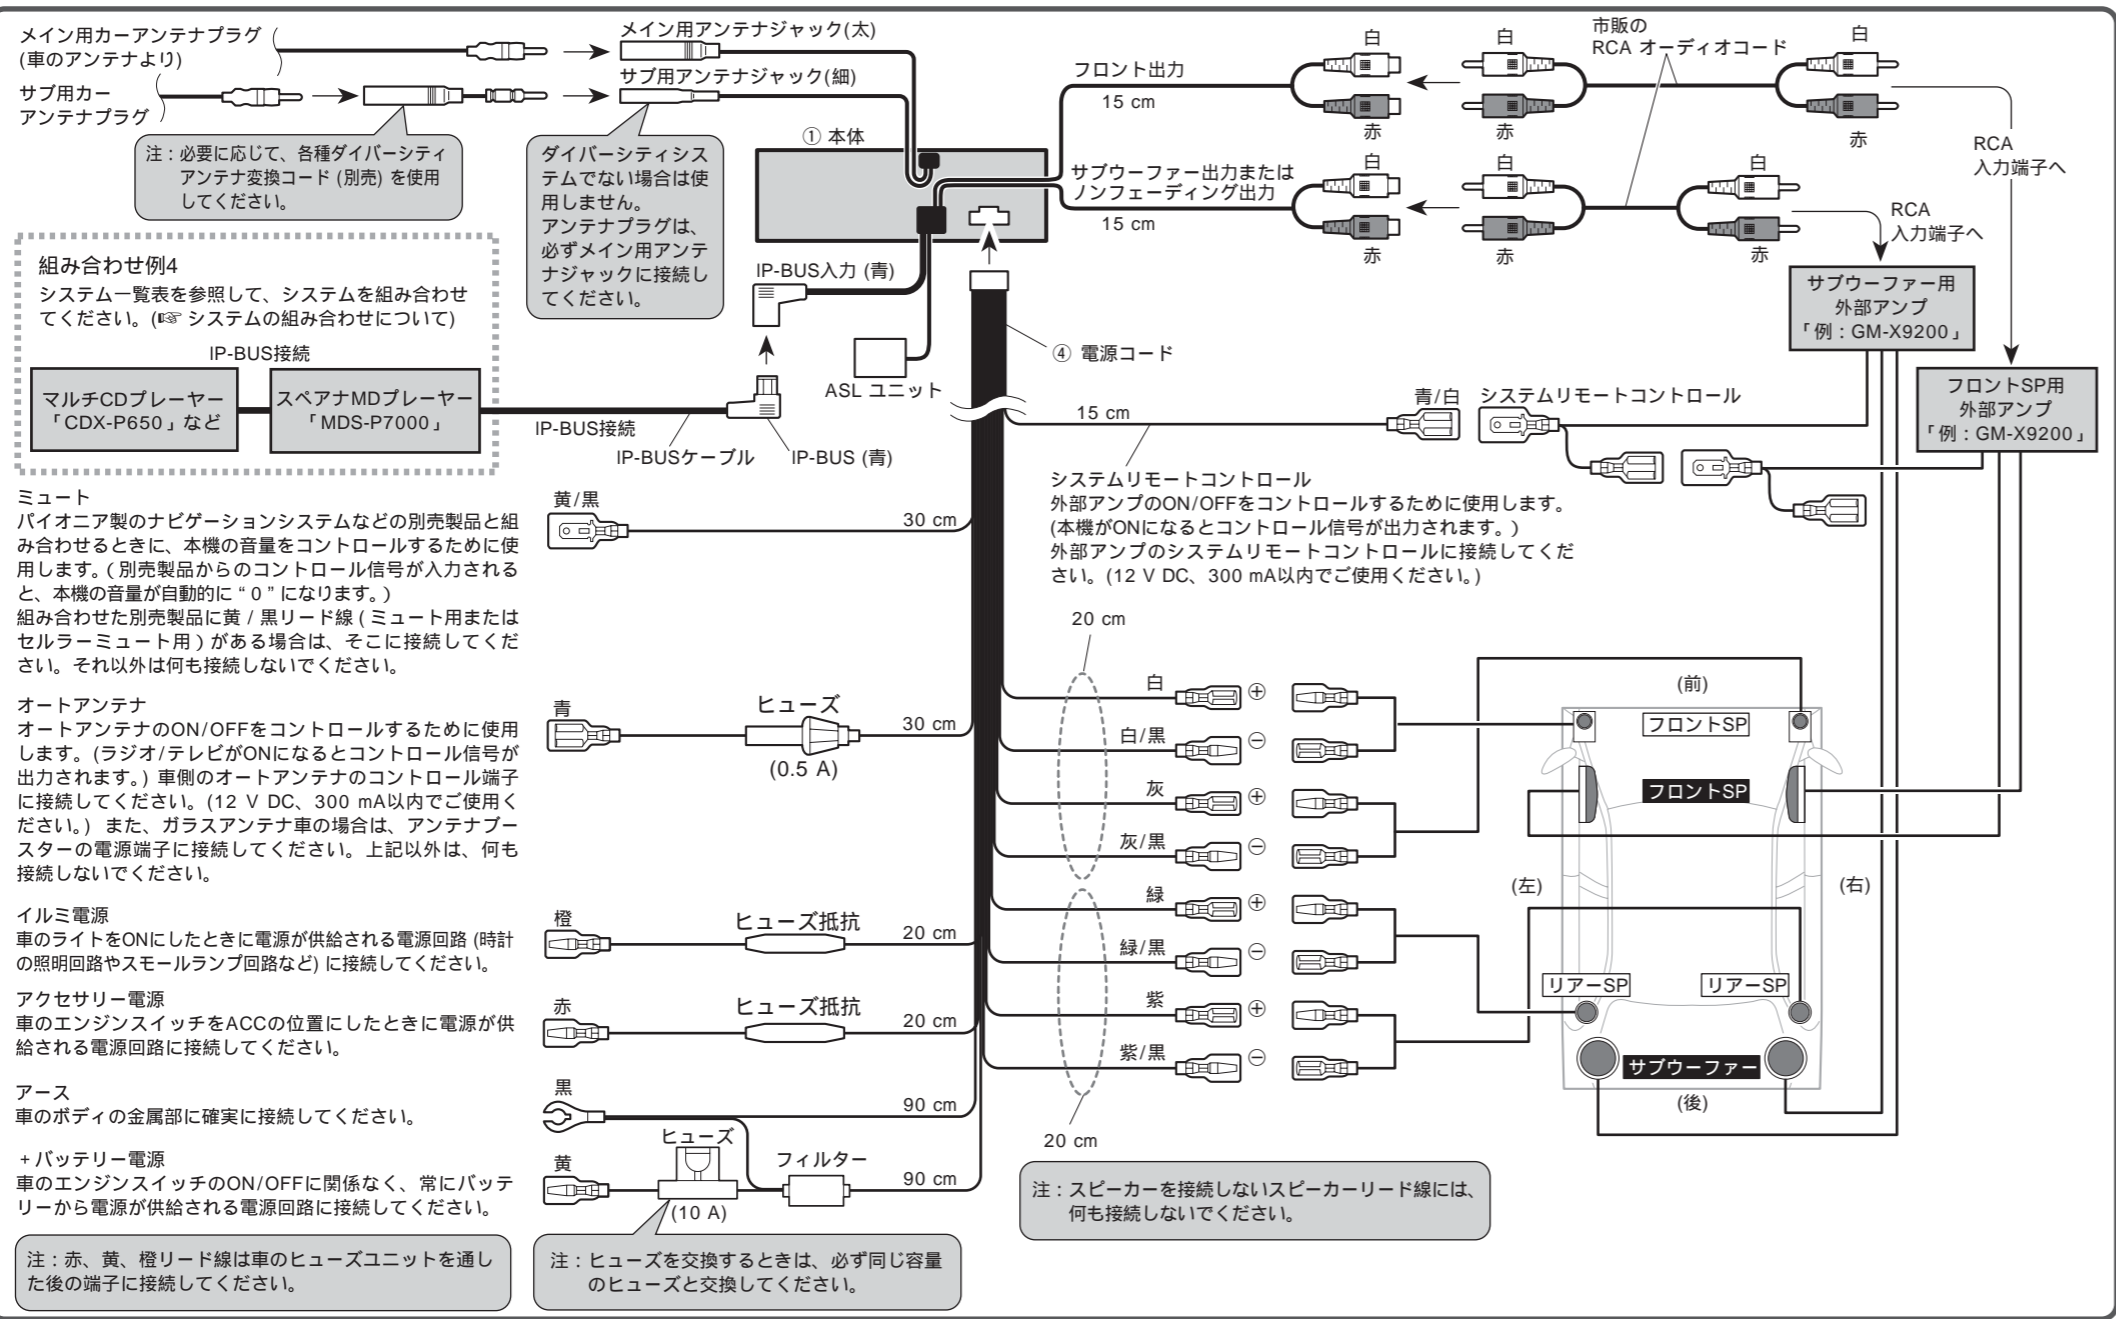 メイン用カーアンテナプラグ
(車のアンテナより)
サブ用カー
アンテナプラグ
メイン用アンテナジャック(太)
サブ用アンテナジャック(細)
注：必要に応じて、各種ダイバーシティ
アンテナ変換コード (別売) を使用
してください。
ダイバーシティシス
テムでない場合は使
用しません。
アンテナプラグは、
必ずメイン用アンテ
ナジャックに接続し
てください。
① 本体
フロント出力
15 cm
サブウーファー出力または
ノンフェーディング出力
15 cm
白
赤
白
赤
白
赤
白
赤
市販の
RCA オーディオコード
白
赤
白
赤
RCA
入力端子へ
RCA
入力端子へ
サブウーファー用
外部アンプ
「例：GM-X9200」
フロントSP用
外部アンプ
「例：GM-X9200」
組み合わせ例4
システム一覧表を参照して、システムを組み合わせ
てください。(☞ システムの組み合わせについて)
IP-BUS接続
マルチCDプレーヤー
「CDX-P650」など
スペアナMDプレーヤー
「MDS-P7000」
IP-BUS接続
IP-BUSケーブル
IP-BUS (青)
IP-BUS入力 (青)
ASL ユニット
④ 電源コード
15 cm
青/白
システムリモートコントロール
システムリモートコントロール
外部アンプのON/OFFをコントロールするために使用します。
(本機がONになるとコントロール信号が出力されます。)
外部アンプのシステムリモートコントロールに接続してくだ
さい。(12 V DC、300 mA以内でご使用ください。)
ミュート
パイオニア製のナビゲーションシステムなどの別売製品と組
み合わせるときに、本機の音量をコントロールするために使
用します。( 別売製品からのコントロール信号が入力される
と、本機の音量が自動的に “ 0 ” になります。)
組み合わせた別売製品に黄 / 黒リード線 ( ミュート用または
セルラーミュート用 ) がある場合は、そこに接続してくだ
さい。それ以外は何も接続しないでください。
黄/黒
30 cm
オートアンテナ
オートアンテナのON/OFFをコントロールするために使用
します。(ラジオ/テレビがONになるとコントロール信号が
出力されます。) 車側のオートアンテナのコントロール端子
に接続してください。(12 V DC、300 mA以内でご使用く
ださい。) また、ガラスアンテナ車の場合は、アンテナブー
スターの電源端子に接続してください。上記以外は、何も
接続しないでください。
青
ヒューズ
(0.5 A)
30 cm
イルミ電源
車のライトをONにしたときに電源が供給される電源回路 (時計
の照明回路やスモールランプ回路など) に接続してください。
橙
ヒューズ抵抗
20 cm
アクセサリー電源
車のエンジンスイッチをACCの位置にしたときに電源が供
給される電源回路に接続してください。
赤
ヒューズ抵抗
20 cm
アース
車のボディの金属部に確実に接続してください。
黒
90 cm
+ バッテリー電源
車のエンジンスイッチのON/OFFに関係なく、常にバッテ
リーから電源が供給される電源回路に接続してください。
黄
ヒューズ
(10 A)
フィルター
90 cm
注：赤、黄、橙リード線は車のヒューズユニットを通し
た後の端子に接続してください。
注：ヒューズを交換するときは、必ず同じ容量
のヒューズと交換してください。
20 cm
白 ⊕
白/黒 ⊖
灰 ⊕
灰/黒 ⊖
緑 ⊕
緑/黒 ⊖
紫 ⊕
紫/黒 ⊖
20 cm
注：スピーカーを接続しないスピーカーリード線には、
何も接続しないでください。
(前)
フロントSP
フロントSP
(左)
(右)
リアーSP
リアーSP
サブウーファー
(後)